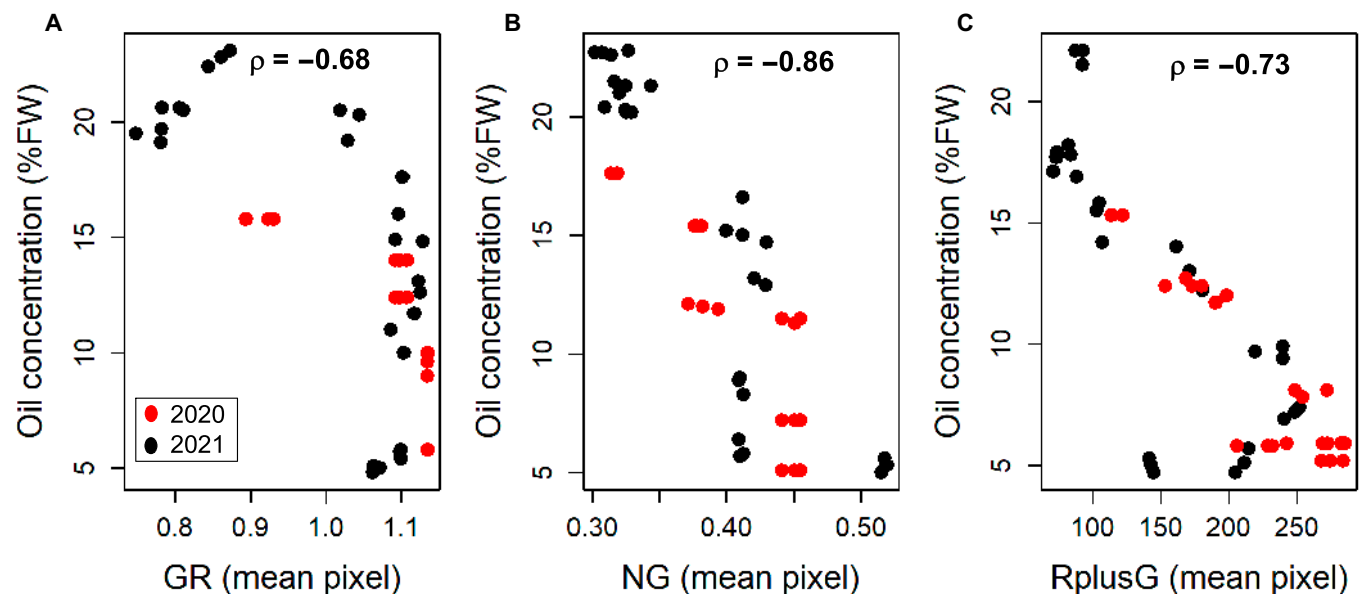 A
ρ = −0.68
Oil concentration (%FW)
20
15
10
5
2020
2021
0.8
0.9
1.0
1.1
GR (mean pixel)
B
ρ = −0.86
Oil concentration (%FW)
20
15
10
5
0.30
0.40
0.50
NG (mean pixel)
C
ρ = −0.73
Oil concentration (%FW)
20
15
10
5
100
150
200
250
RplusG (mean pixel)